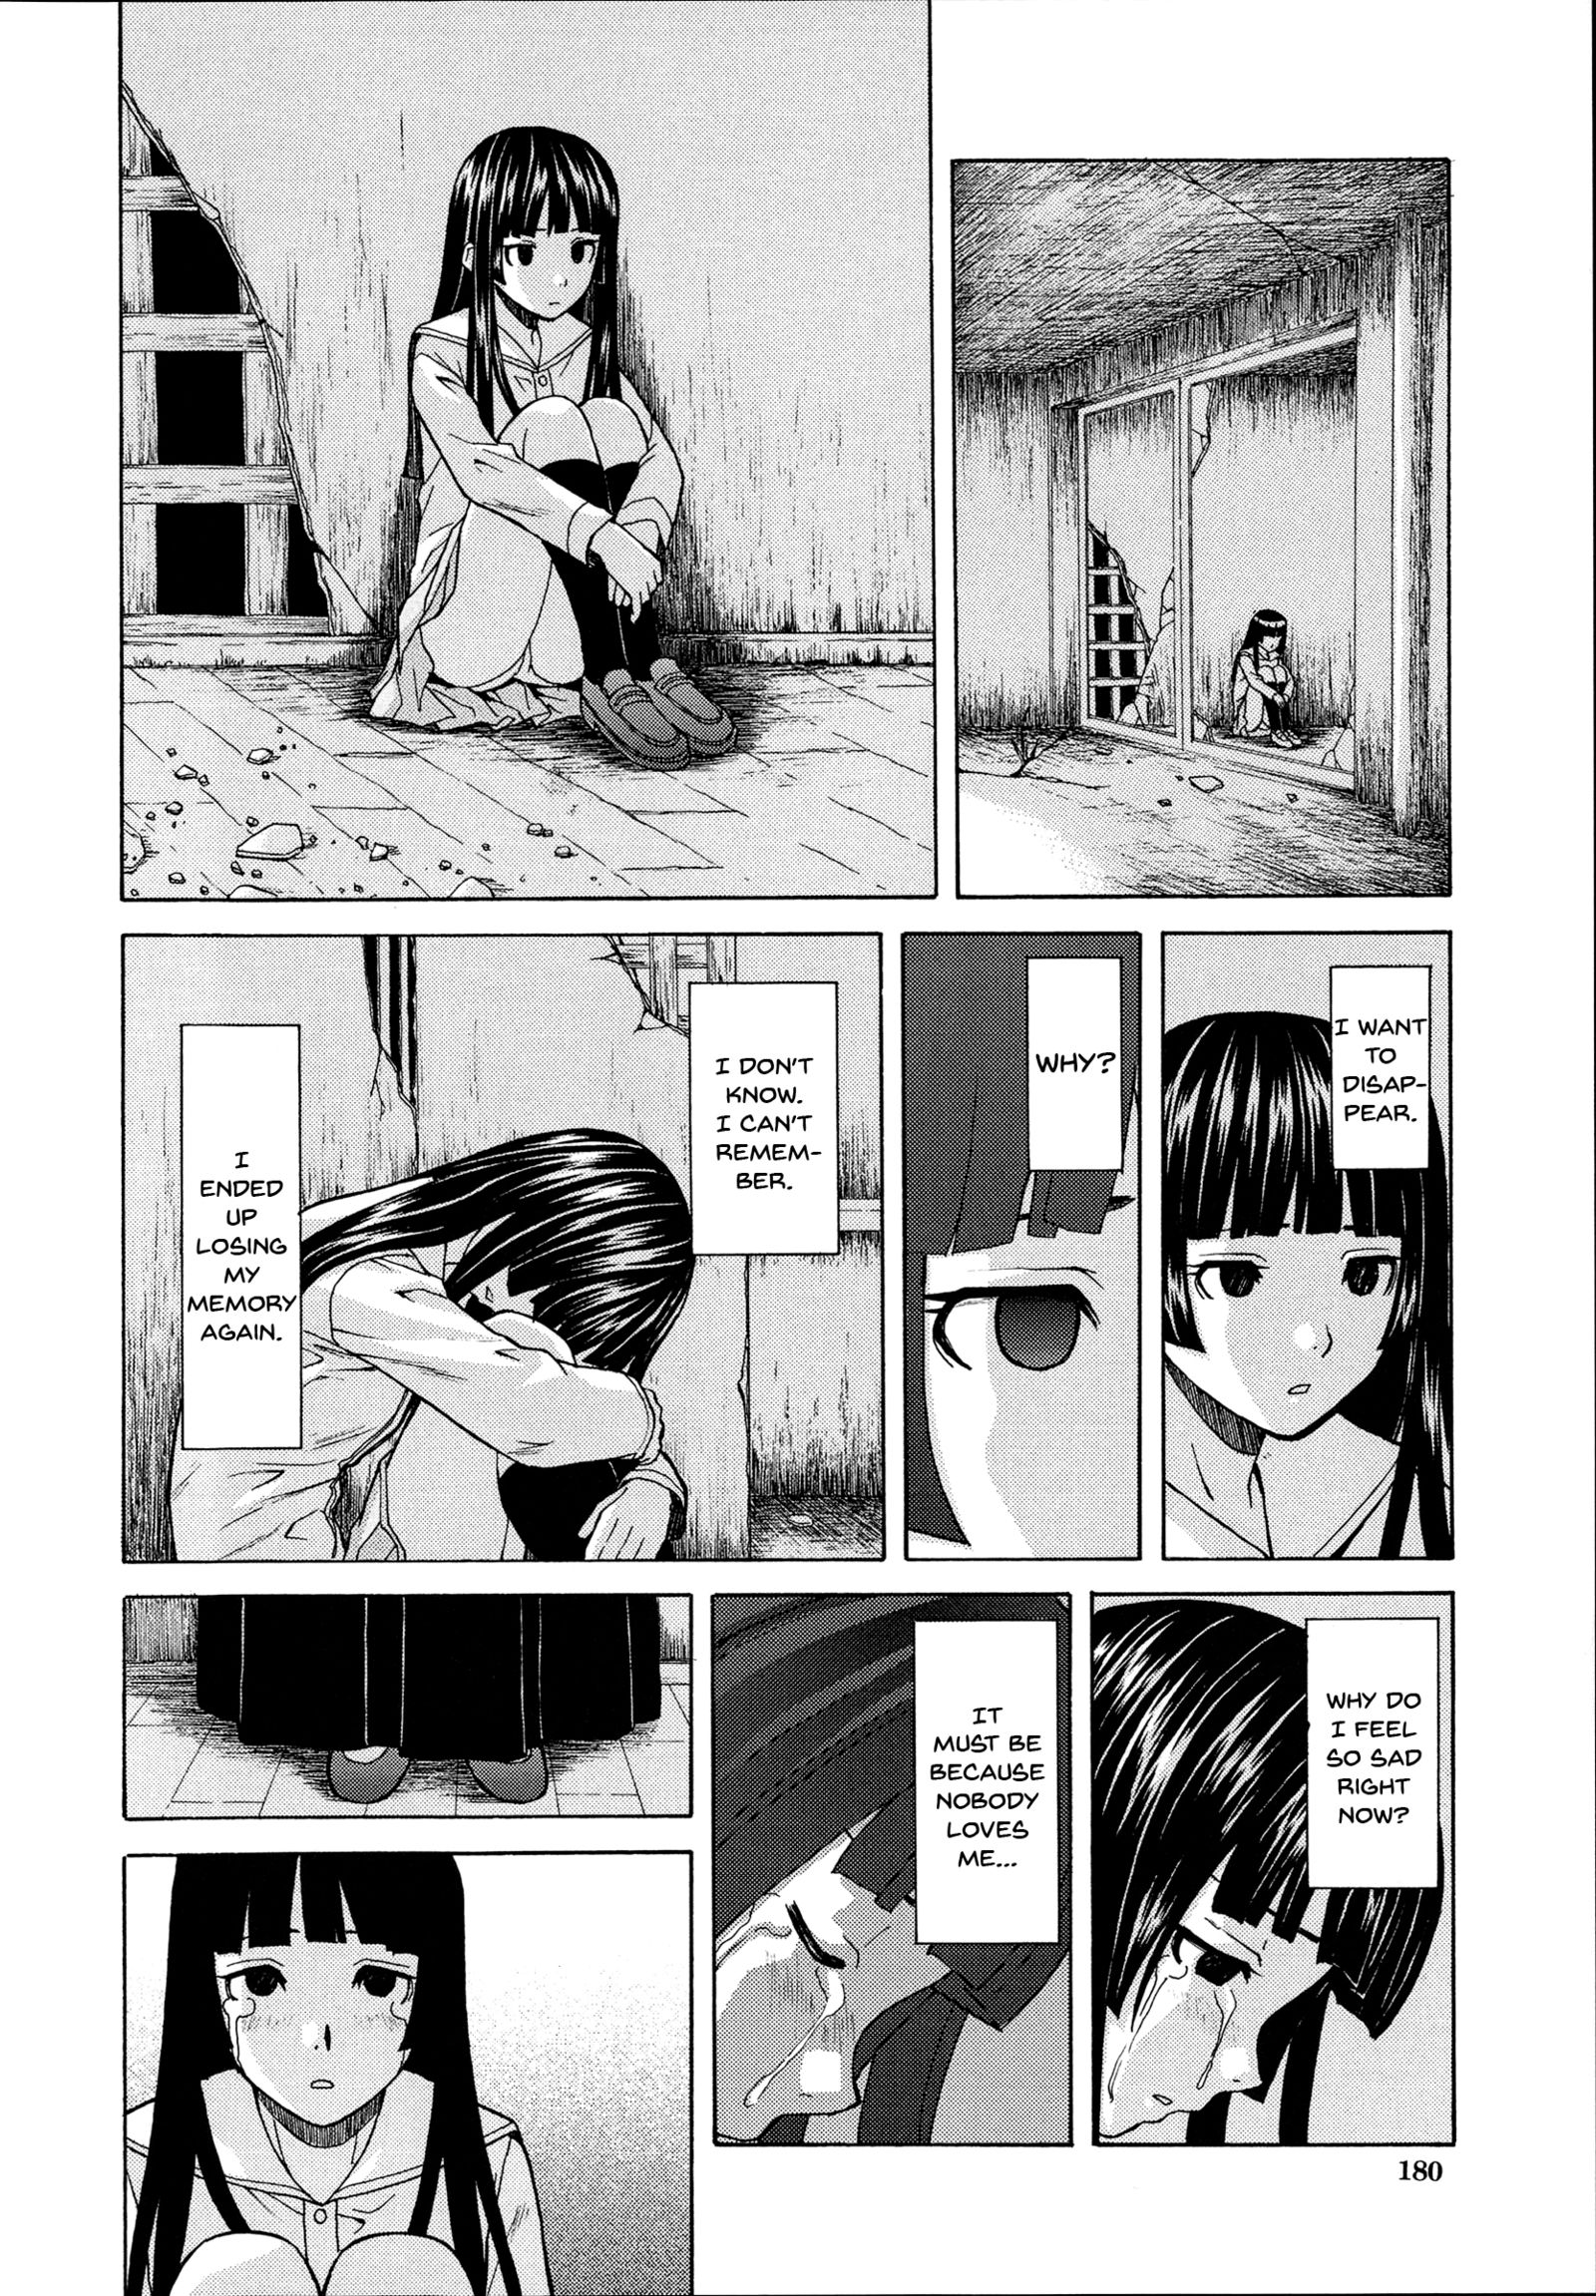 I WANT
TO
DISAP-
PEAR.
WHY?
I DON'T
KNOW.
I CAN'T
REMEM-
BER.
I
ENDED
UP
LOSING
MY
MEMORY
AGAIN.
WHY DO
I FEEL
SO SAD
RIGHT
NOW?
IT
MUST BE
BECAUSE
NOBODY
LOVES
ME...
180